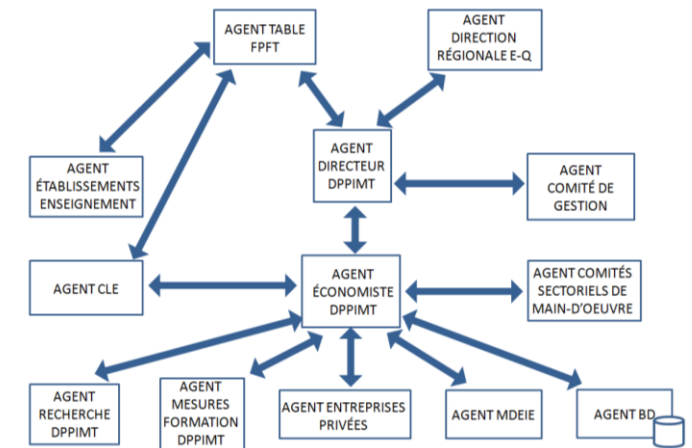 AGENT TABLE
FPFT
AGENT
DIRECTION
RÉGIONALE E-Q
AGENT
DIRECTEUR
DPPIMT
AGENT
ÉTABLISSEMENTS
ENSEIGNEMENT
AGENT
COMITÉ DE
GESTION
AGENT CLE
AGENT
ÉCONOMISTE
DPPIMT
AGENT COMITÉS
SECTORIELS DE
MAIN-D'OEUVRE
AGENT
RECHERCHE
DPPIMT
AGENT
MESURES
FORMATION
DPPIMT
AGENT ENTREPRISES
PRIVÉES
AGENT MDEIE
AGENT BD